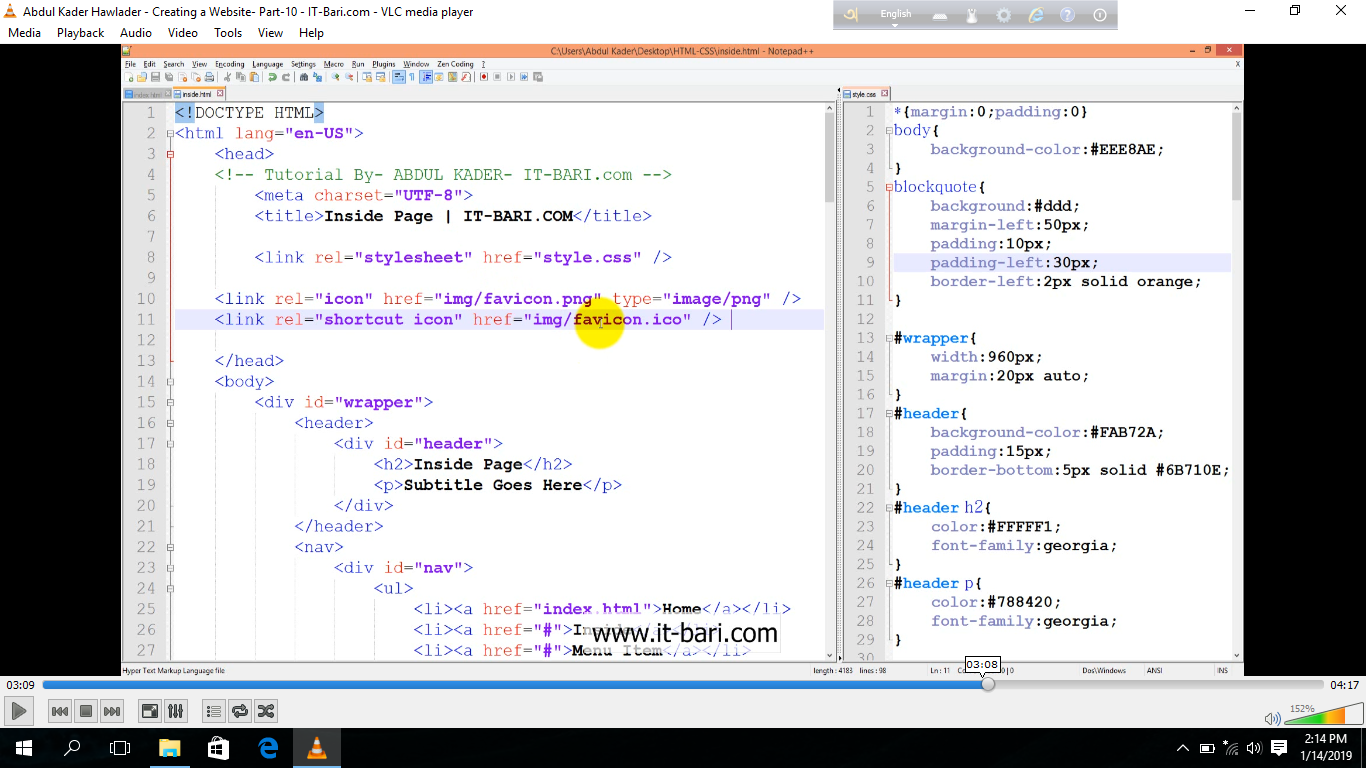 Abdul Kader Hawlader - Creating a Website- Part-10 - IT-Bari.com - VLC media player
English
Media Playback Audio Video Tools View Help
C:\Users\Abdul Kader\Desktop\HTML-CSS\inside.html - Notepad++
File Edit Search View Encoding Language Settings Macro Run Plugins Window Zen Coding ? X
index.html inside.html
1 <!DOCTYPE HTML>
2 <html lang="en-US">
3 <head>
4 <!-- Tutorial By- ABDUL KADER- IT-BARI.com -->
5 <meta charset="UTF-8">
6 <title>Inside Page | IT-BARI.COM</title>
7
8 <link rel="stylesheet" href="style.css" />
9
10 <link rel="icon" href="img/favicon.png" type="image/png" />
11 <link rel="shortcut icon" href="img/favicon.ico" />
12
13 </head>
14 <body>
15 <div id="wrapper">
16 <header>
17 <div id="header">
18 <h2>Inside Page</h2>
19 <p>Subtitle Goes Here</p>
20 </div>
21 </header>
22 <nav>
23 <div id="nav">
24 <ul>
25 <li><a href="index.html">Home</a></li>
26 <li><a href="#">
27 <li><a href="#">Menu Item</a></li>
style.css
1 *{margin:0;padding:0}
2 body{
3 background-color:#EEE8AE;
4 }
5 blockquote{
6 background:#ddd;
7 margin-left:50px;
8 padding:10px;
9 padding-left:30px;
10 border-left:2px solid orange;
11 }
12
13 #wrapper{
14 width:960px;
15 margin:20px auto;
16 }
17 #header{
18 background-color:#FAB72A;
19 padding:15px;
20 border-bottom:5px solid #6B710E;
21 }
22 #header h2{
23 color:#FFFFF1;
24 font-family:georgia;
25 }
26 #header p{
27 color:#788420;
28 font-family:georgia;
29 }
30
www.it-bari.com
Hyper Text Markup Language file length : 4183 lines : 98 Ln : 11 0 | 0 Dos\Windows ANSI INS
03:08
03:09 04:17
152%
2:14 PM
1/14/2019